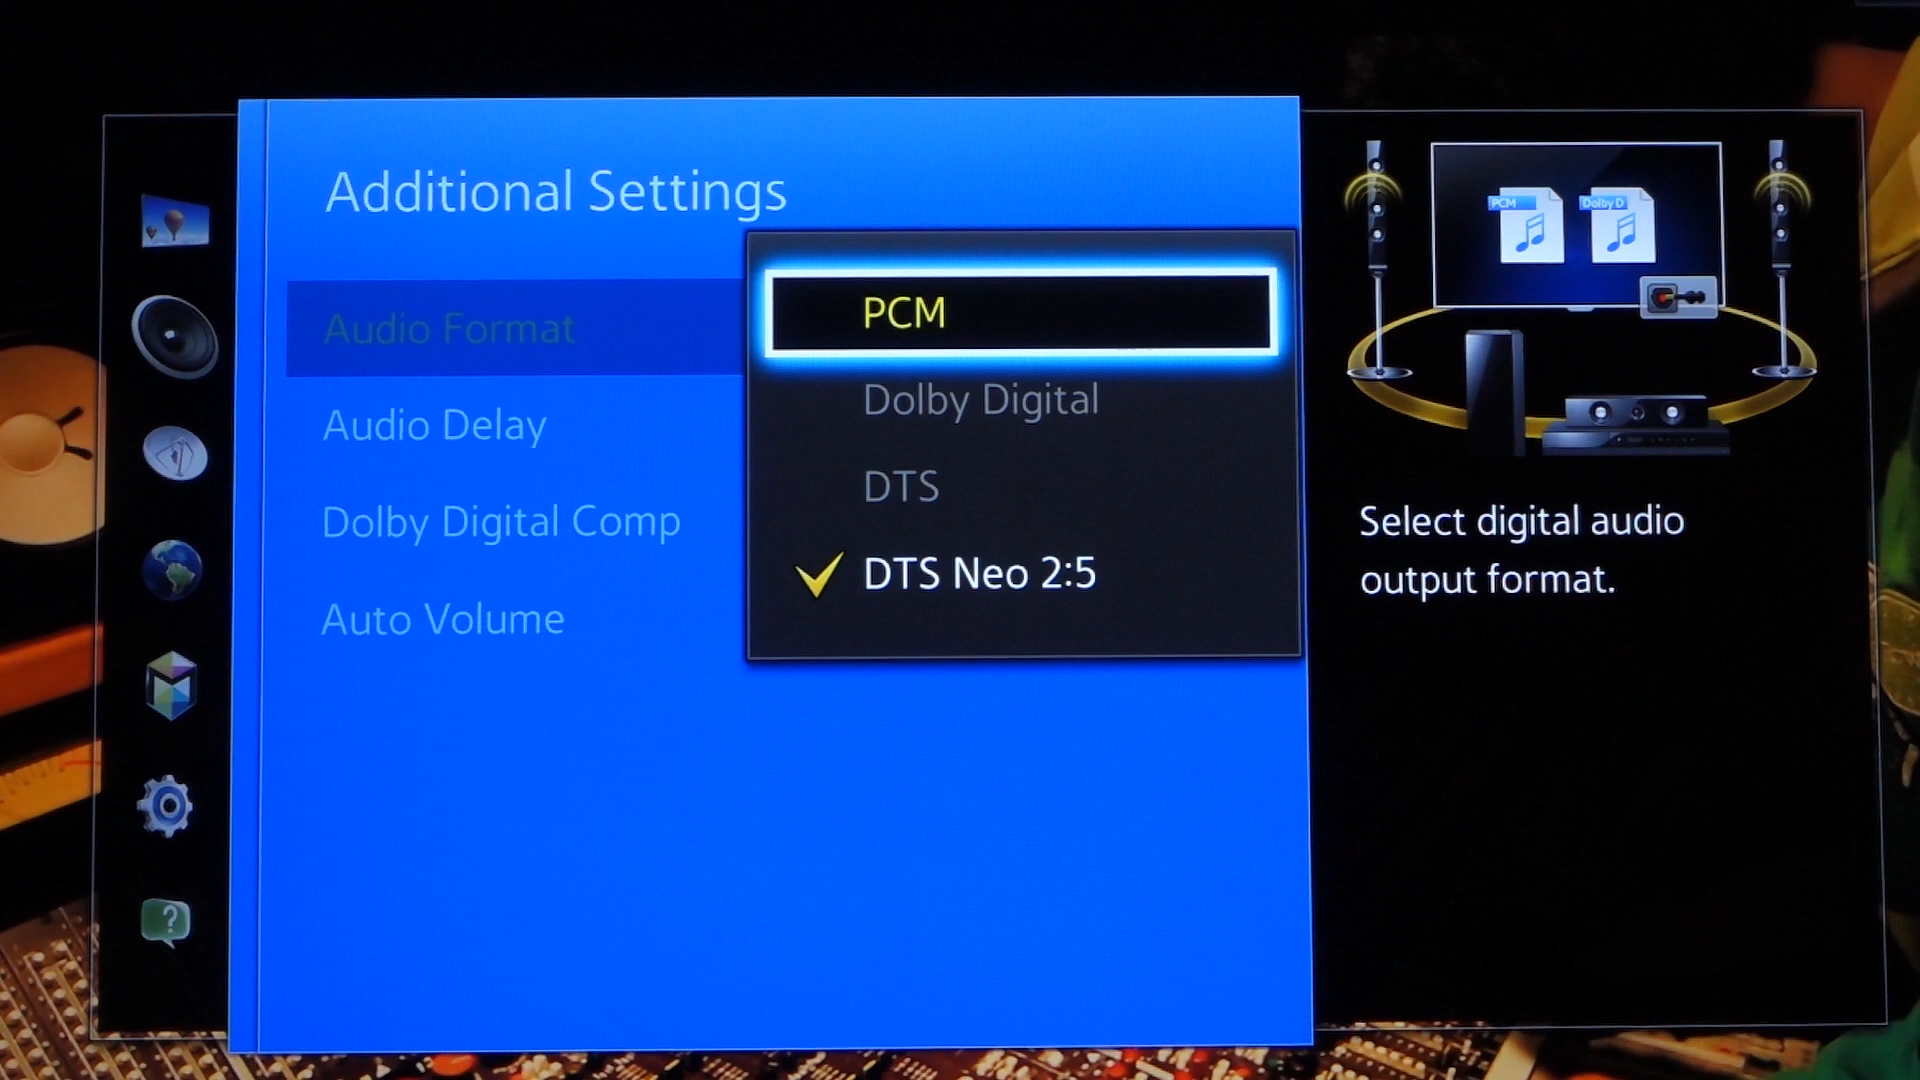 Additional Settings
Audio Format
Audio Delay
Dolby Digital Comp
Auto Volume
PCM
Dolby Digital
DTS
DTS Neo 2:5
PCM
Dolby D
?
Select digital audio
output format.